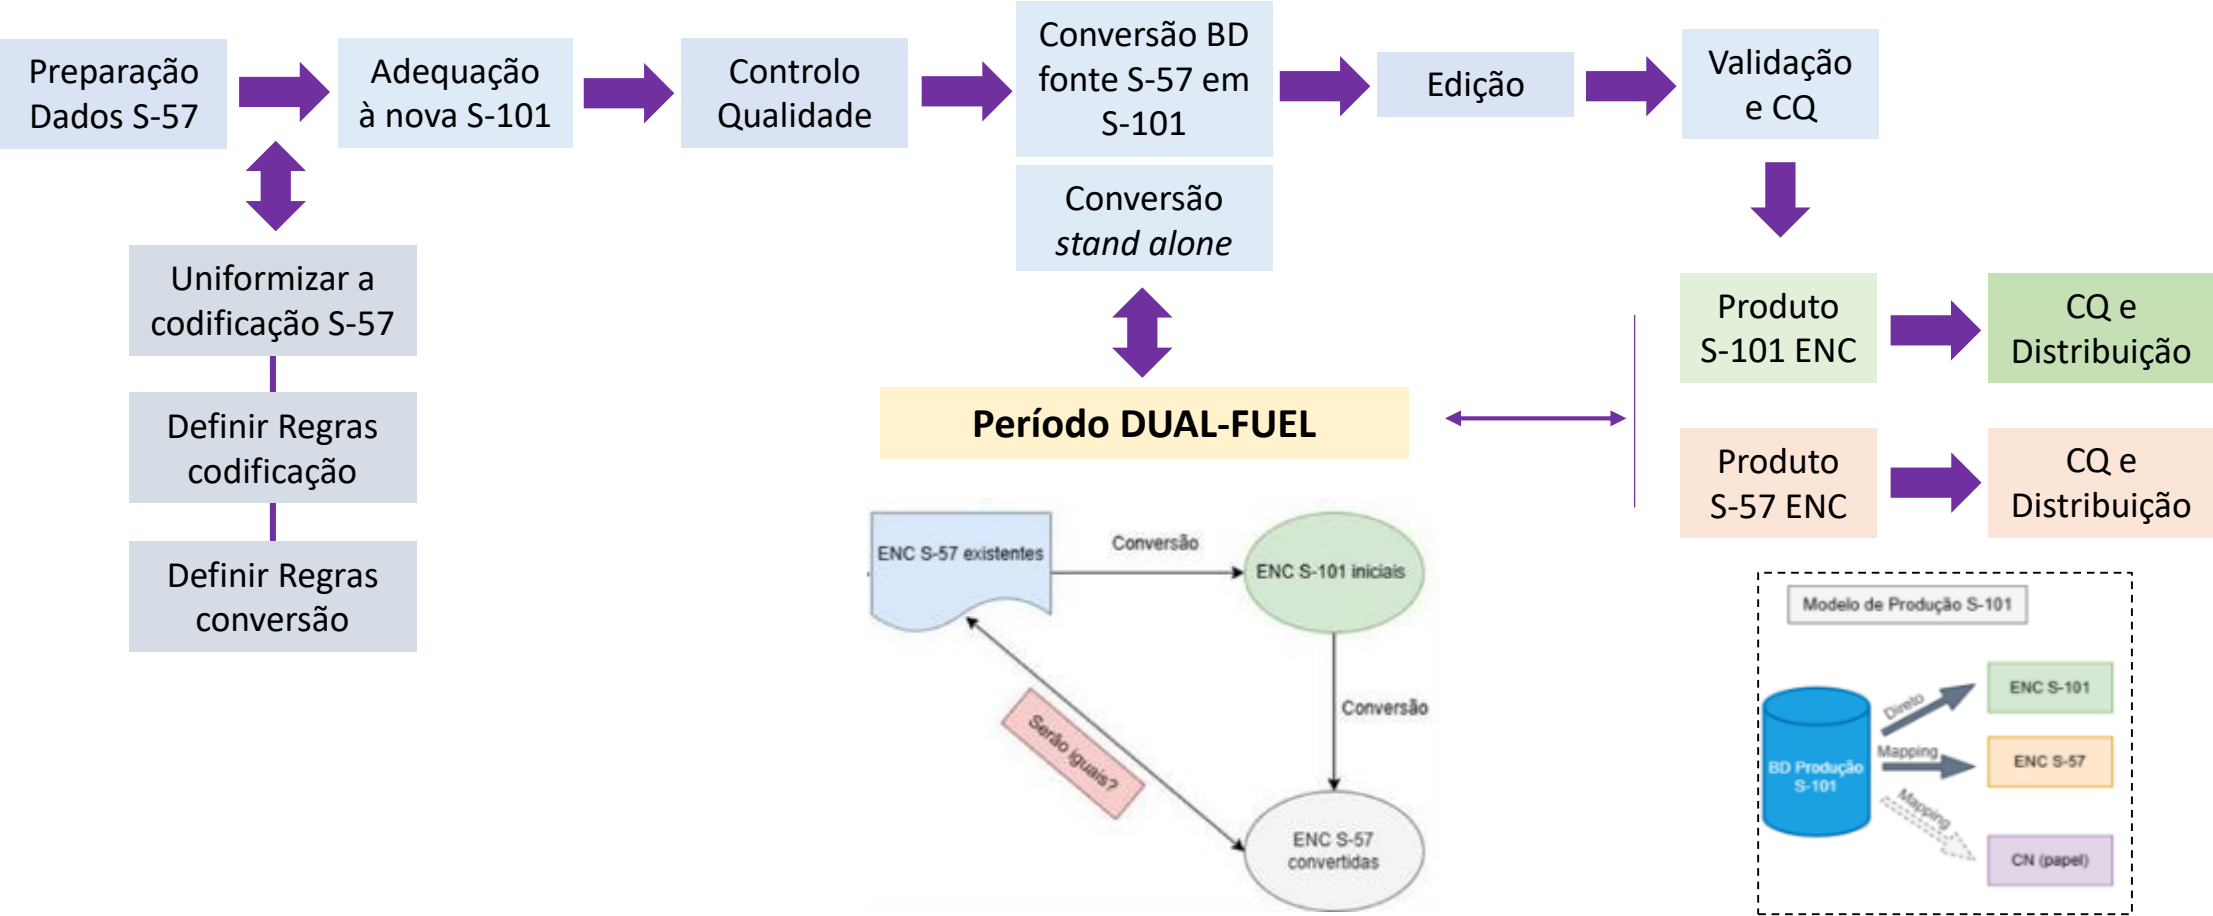 Preparação
Dados S-57
Adequação
à nova S-101
Controlo
Qualidade
Conversão BD
fonte S-57 em
S-101
Edição
Validação
e CQ
Conversão
stand alone
Uniformizar a
codificação S-57
Definir Regras
codificação
Definir Regras
conversão
Período DUAL-FUEL
Produto
S-101 ENC
CQ e
Distribuição
Produto
S-57 ENC
CQ e
Distribuição
ENC S-57 existentes
Conversão
ENC S-101 iniciais
Conversão
Serão iguais?
ENC S-57
convertidas
Modelo de Produção S-101
BD Produção
S-101
Direto
ENC S-101
Mapping
ENC S-57
Mapping
CN (papel)